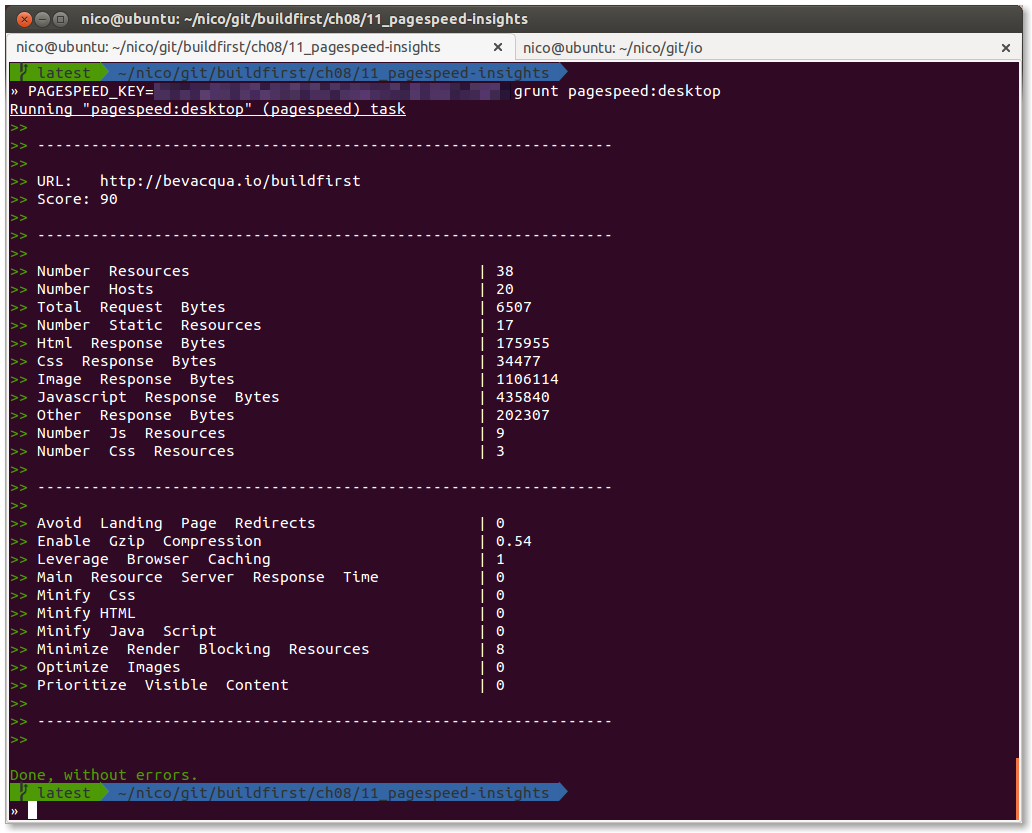 nico@ubuntu: ~/nico/git/buildfirst/ch08/11_pagespeed-insights
nico@ubuntu: ~/nico/git/buildfirst/ch08/11_pagespeed-insights × nico@ubuntu: ~/nico/git/io ×
latest ~/nico/git/buildfirst/ch08/11_pagespeed-insights
» PAGESPEED_KEY= grunt pagespeed:desktop
Running "pagespeed:desktop" (pagespeed) task
>>
>> ----------------------------------------------------------------
>>
>> URL:   http://bevacqua.io/buildfirst
>> Score: 90
>>
>> ----------------------------------------------------------------
>>
>> Number  Resources                                | 38
>> Number  Hosts                                    | 20
>> Total  Request  Bytes                            | 6507
>> Number  Static  Resources                        | 17
>> Html  Response  Bytes                            | 175955
>> Css  Response  Bytes                             | 34477
>> Image  Response  Bytes                           | 1106114
>> Javascript  Response  Bytes                      | 435840
>> Other  Response  Bytes                           | 202307
>> Number  Js  Resources                            | 9
>> Number  Css  Resources                           | 3
>>
>> ----------------------------------------------------------------
>>
>> Avoid  Landing  Page  Redirects                  | 0
>> Enable  Gzip  Compression                        | 0.54
>> Leverage  Browser  Caching                       | 1
>> Main  Resource  Server  Response  Time           | 0
>> Minify  Css                                      | 0
>> Minify HTML                                      | 0
>> Minify  Java  Script                             | 0
>> Minimize  Render  Blocking  Resources            | 8
>> Optimize  Images                                 | 0
>> Prioritize  Visible  Content                     | 0
>>
>> ----------------------------------------------------------------
>>
Done, without errors.
latest ~/nico/git/buildfirst/ch08/11_pagespeed-insights
»